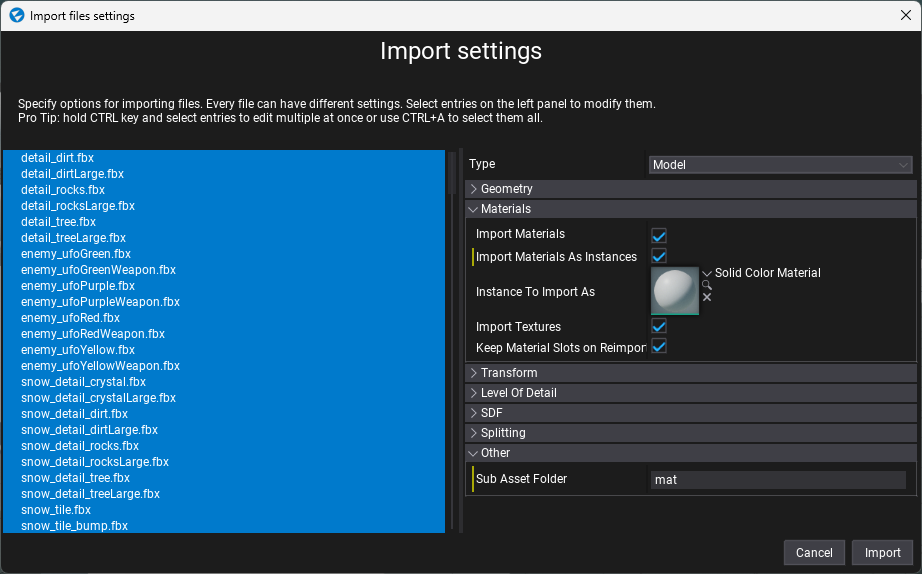 Import files settings
Import settings
Specify options for importing files. Every file can have different settings. Select entries on the left panel to modify them.
Pro Tip: hold CTRL key and select entries to edit multiple at once or use CTRL+A to select them all.
detail_dirt.fbx
detail_dirtLarge.fbx
detail_rocks.fbx
detail_rocksLarge.fbx
detail_tree.fbx
detail_treeLarge.fbx
enemy_ufoGreen.fbx
enemy_ufoGreenWeapon.fbx
enemy_ufoPurple.fbx
enemy_ufoPurpleWeapon.fbx
enemy_ufoRed.fbx
enemy_ufoRedWeapon.fbx
enemy_ufoYellow.fbx
enemy_ufoYellowWeapon.fbx
snow_detail_crystal.fbx
snow_detail_crystalLarge.fbx
snow_detail_dirt.fbx
snow_detail_dirtLarge.fbx
snow_detail_rocks.fbx
snow_detail_rocksLarge.fbx
snow_detail_tree.fbx
snow_detail_treeLarge.fbx
snow_tile.fbx
snow_tile_bump.fbx
Type Model
Geometry
Materials
Import Materials
Import Materials As Instances
Instance To Import As Solid Color Material
Import Textures
Keep Material Slots on Reimpor
Transform
Level Of Detail
SDF
Splitting
Other
Sub Asset Folder mat
Cancel Import